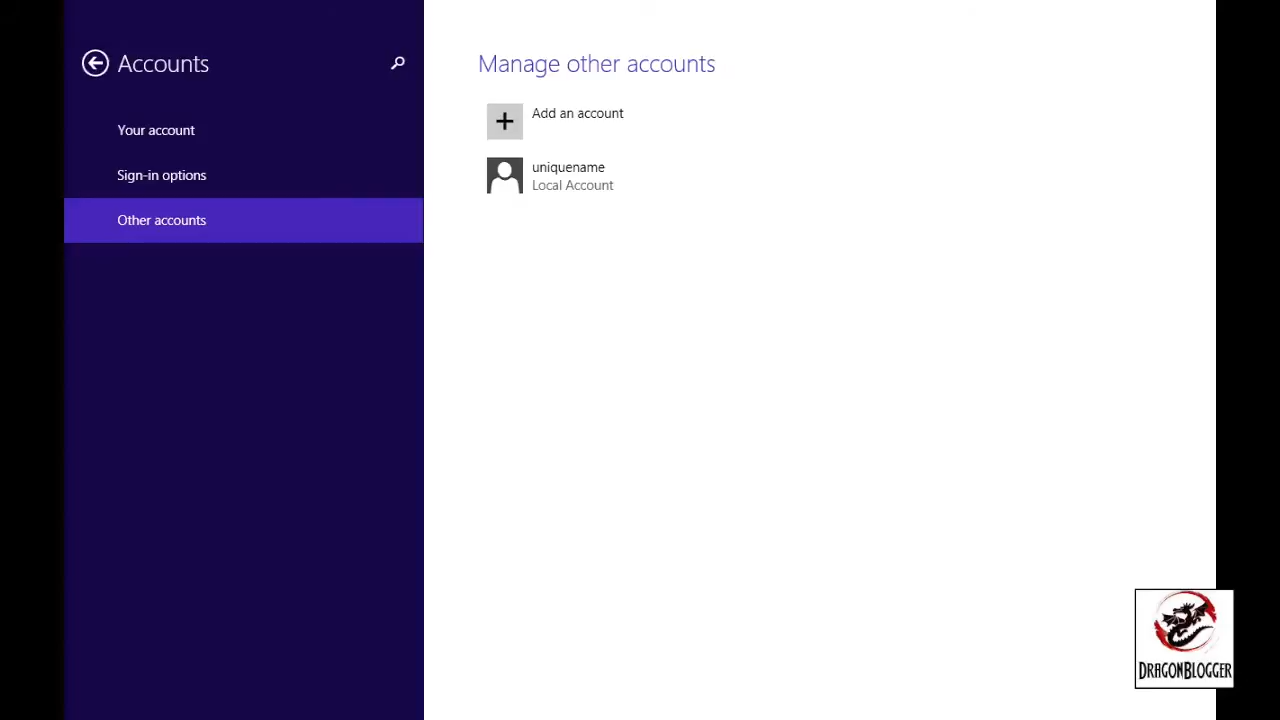 Accounts
Your account
Sign-in options
Other accounts
Manage other accounts
Add an account
uniquename
Local Account
DRAGONBLOGGER